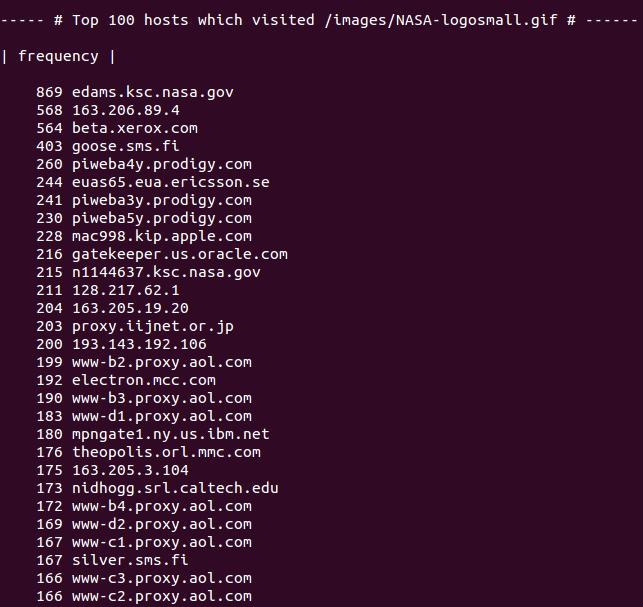 ----- # Top 100 hosts which visited /images/NASA-logosmall.gif # ------
| frequency |
869 edams.ksc.nasa.gov
568 163.206.89.4
564 beta.xerox.com
403 goose.sms.fi
260 piweba4y.prodigy.com
244 euas65.eua.ericsson.se
241 piweba3y.prodigy.com
230 piweba5y.prodigy.com
228 mac998.kip.apple.com
216 gatekeeper.us.oracle.com
215 n1144637.ksc.nasa.gov
211 128.217.62.1
204 163.205.19.20
203 proxy.iijnet.or.jp
200 193.143.192.106
199 www-b2.proxy.aol.com
192 electron.mcc.com
190 www-b3.proxy.aol.com
183 www-d1.proxy.aol.com
180 mpngate1.ny.us.ibm.net
176 theopolis.orl.mmc.com
175 163.205.3.104
173 nidhogg.srl.caltech.edu
172 www-b4.proxy.aol.com
169 www-d2.proxy.aol.com
167 www-c1.proxy.aol.com
167 silver.sms.fi
166 www-c3.proxy.aol.com
166 www-c2.proxy.aol.com